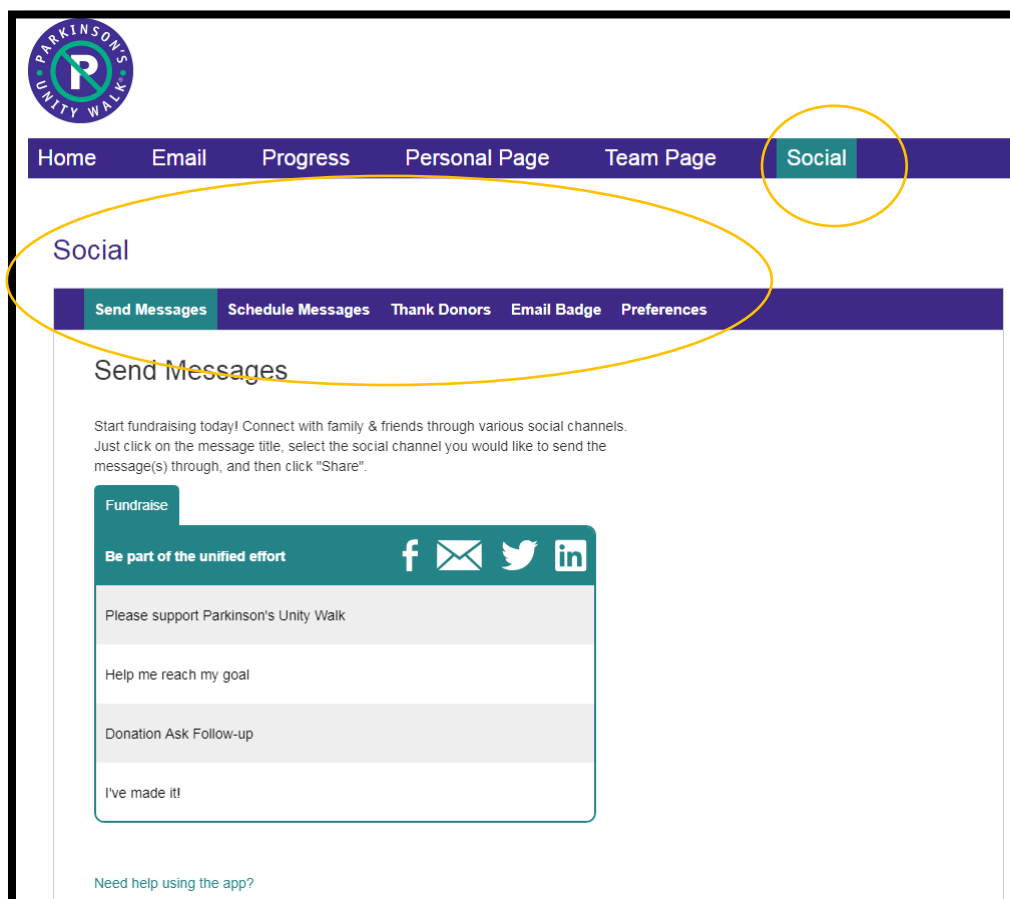 PARKINSON'S
P
UNITY WALK®
Home Email Progress Personal Page Team Page Social
Social
Send Messages Schedule Messages Thank Donors Email Badge Preferences
Send Messages
Start fundraising today! Connect with family & friends through various social channels.
Just click on the message title, select the social channel you would like to send the
message(s) through, and then click "Share".
Fundraise
Be part of the unified effort f in
Please support Parkinson's Unity Walk
Help me reach my goal
Donation Ask Follow-up
I've made it!
Need help using the app?